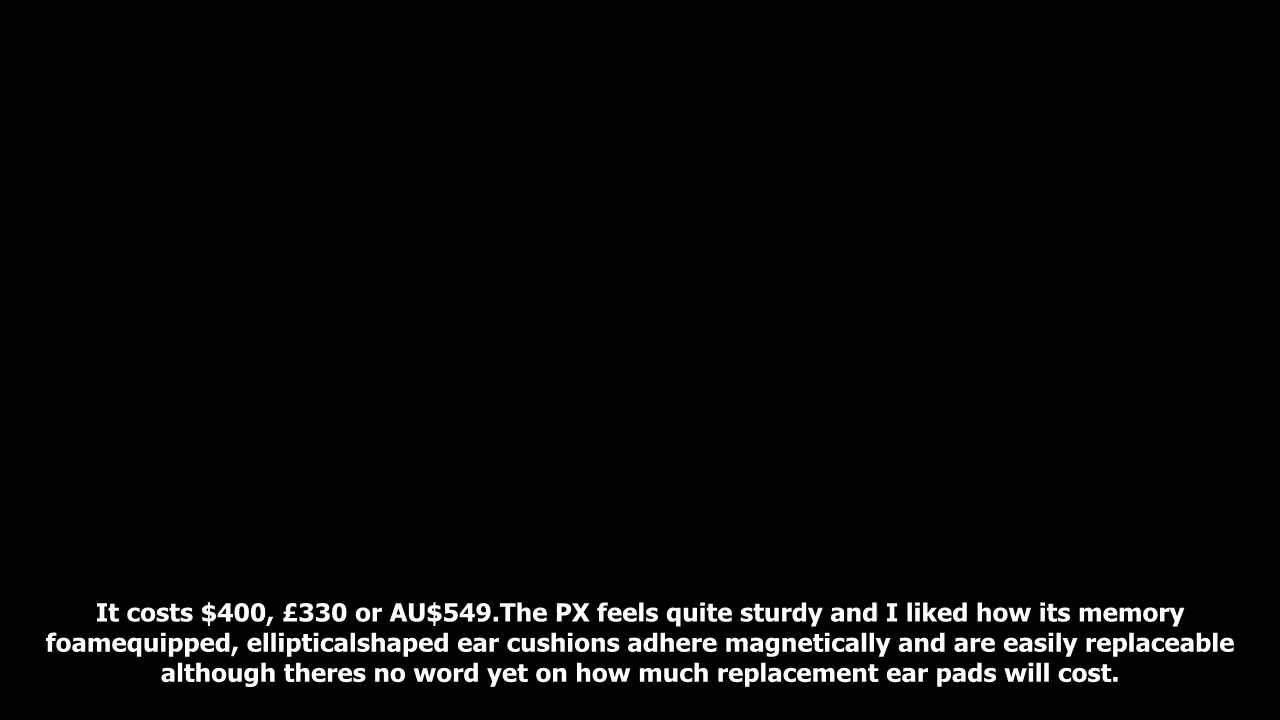 It costs $400, £330 or AU$549.The PX feels quite sturdy and I liked how its memory
foamequipped, ellipticalshaped ear cushions adhere magnetically and are easily replaceable
although theres no word yet on how much replacement ear pads will cost.